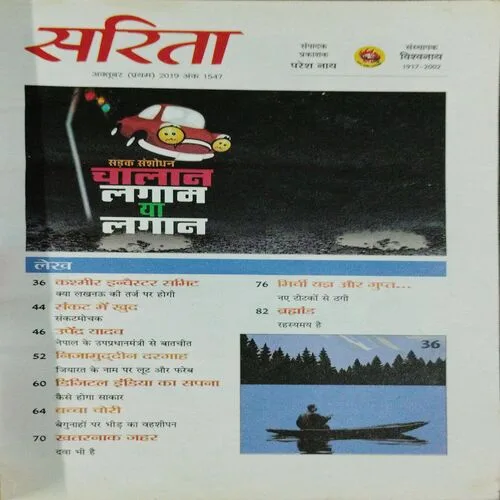 सरिता
अक्तूबर (प्रथम) 2019 अंक 1547
संपादक
प्रकाशक
परेश नाथ
संस्थापक
विश्वनाथ
1917-2002
सड़क संशोधन
चालान
लगाम
या
लगान
लेख
36 कश्मीर इन्वैस्टर समिट
क्या लखनऊ की तर्ज पर होगी
44 संकट में खुद
संकटमोचक
46 उपेंद्र यादव
नेपाल के उपप्रधानमंत्री से बातचीत
52 निजामुद्दीन दरगाह
जियारत के नाम पर लूट और फरेब
60 डिजिटल इंडिया का सपना
कैसे होगा साकार
64 बच्चा चोरी
बेगुनाहों पर भीड़ का वहशीपन
70 खतरनाक जहर
दवा भी है
76 मिर्ची यज्ञ और गुप्त...
नए टोटकों से ठगी
82 ब्रह्मांड
रहस्यमय है
36